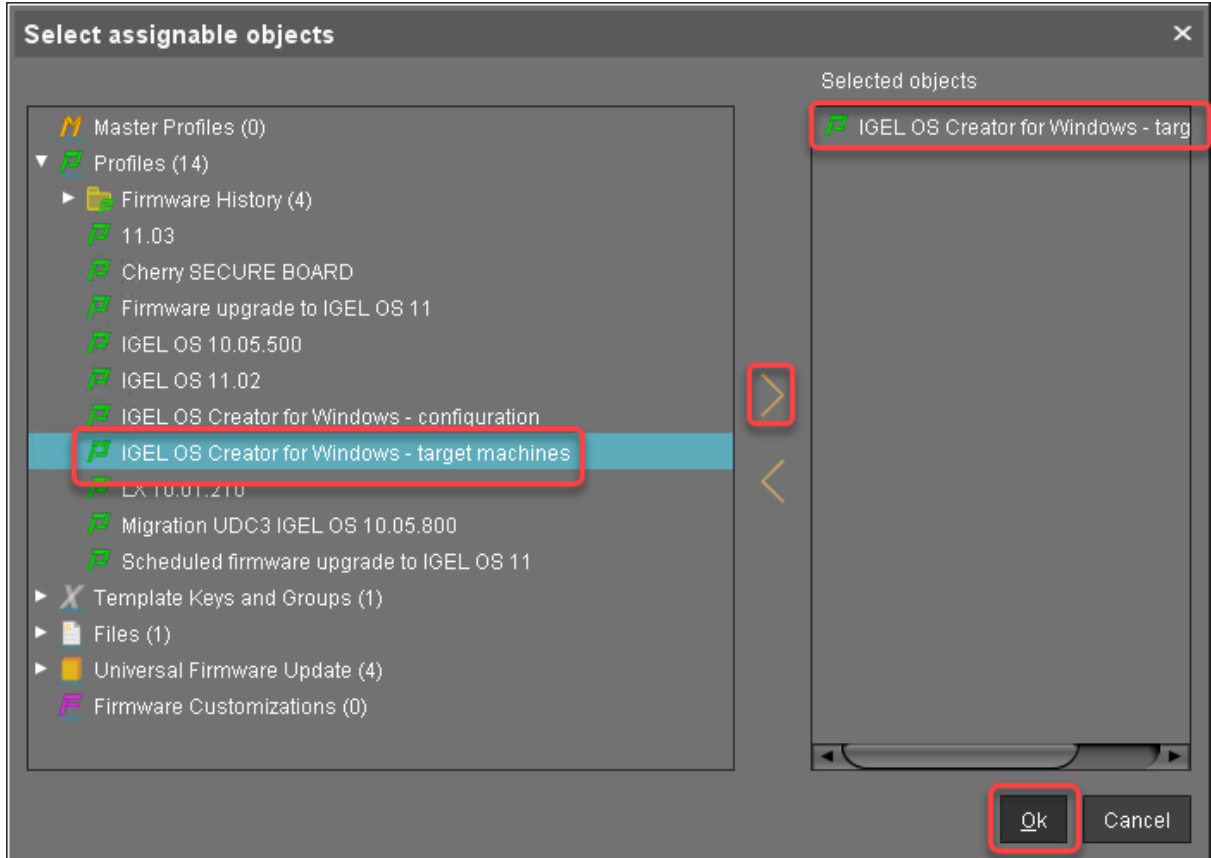 Select assignable objects
Selected objects
Master Profiles (0)
IGEL OS Creator for Windows - targ
Profiles (14)
Firmware History (4)
11.03
Cherry SECURE BOARD
Firmware upgrade to IGEL OS 11
IGEL OS 10.05.500
IGEL OS 11.02
IGEL OS Creator for Windows - configuration
IGEL OS Creator for Windows - target machines
LX 10.01.210
Migration UDC3 IGEL OS 10.05.800
Scheduled firmware upgrade to IGEL OS 11
Template Keys and Groups (1)
Files (1)
Universal Firmware Update (4)
Firmware Customizations (0)
Ok Cancel